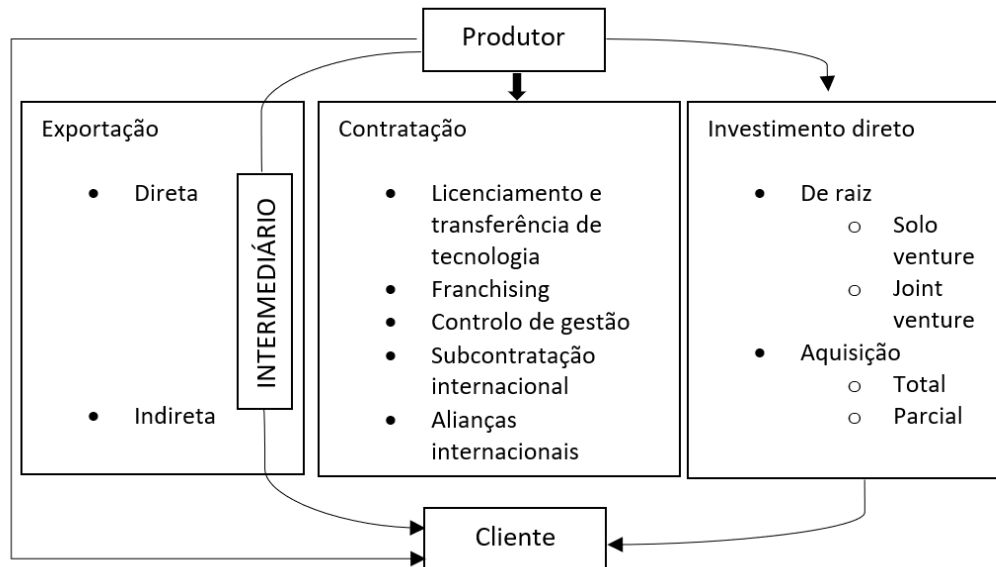 Produtor
Exportação
• Direta
• Indireta
INTERMEDIÁRIO
Contratação
• Licenciamento e
transferência de
tecnologia
• Franchising
• Controlo de gestão
• Subcontratação
internacional
• Alianças
internacionais
Investimento direto
• De raiz
o Solo
venture
o Joint
venture
• Aquisição
o Total
o Parcial
Cliente